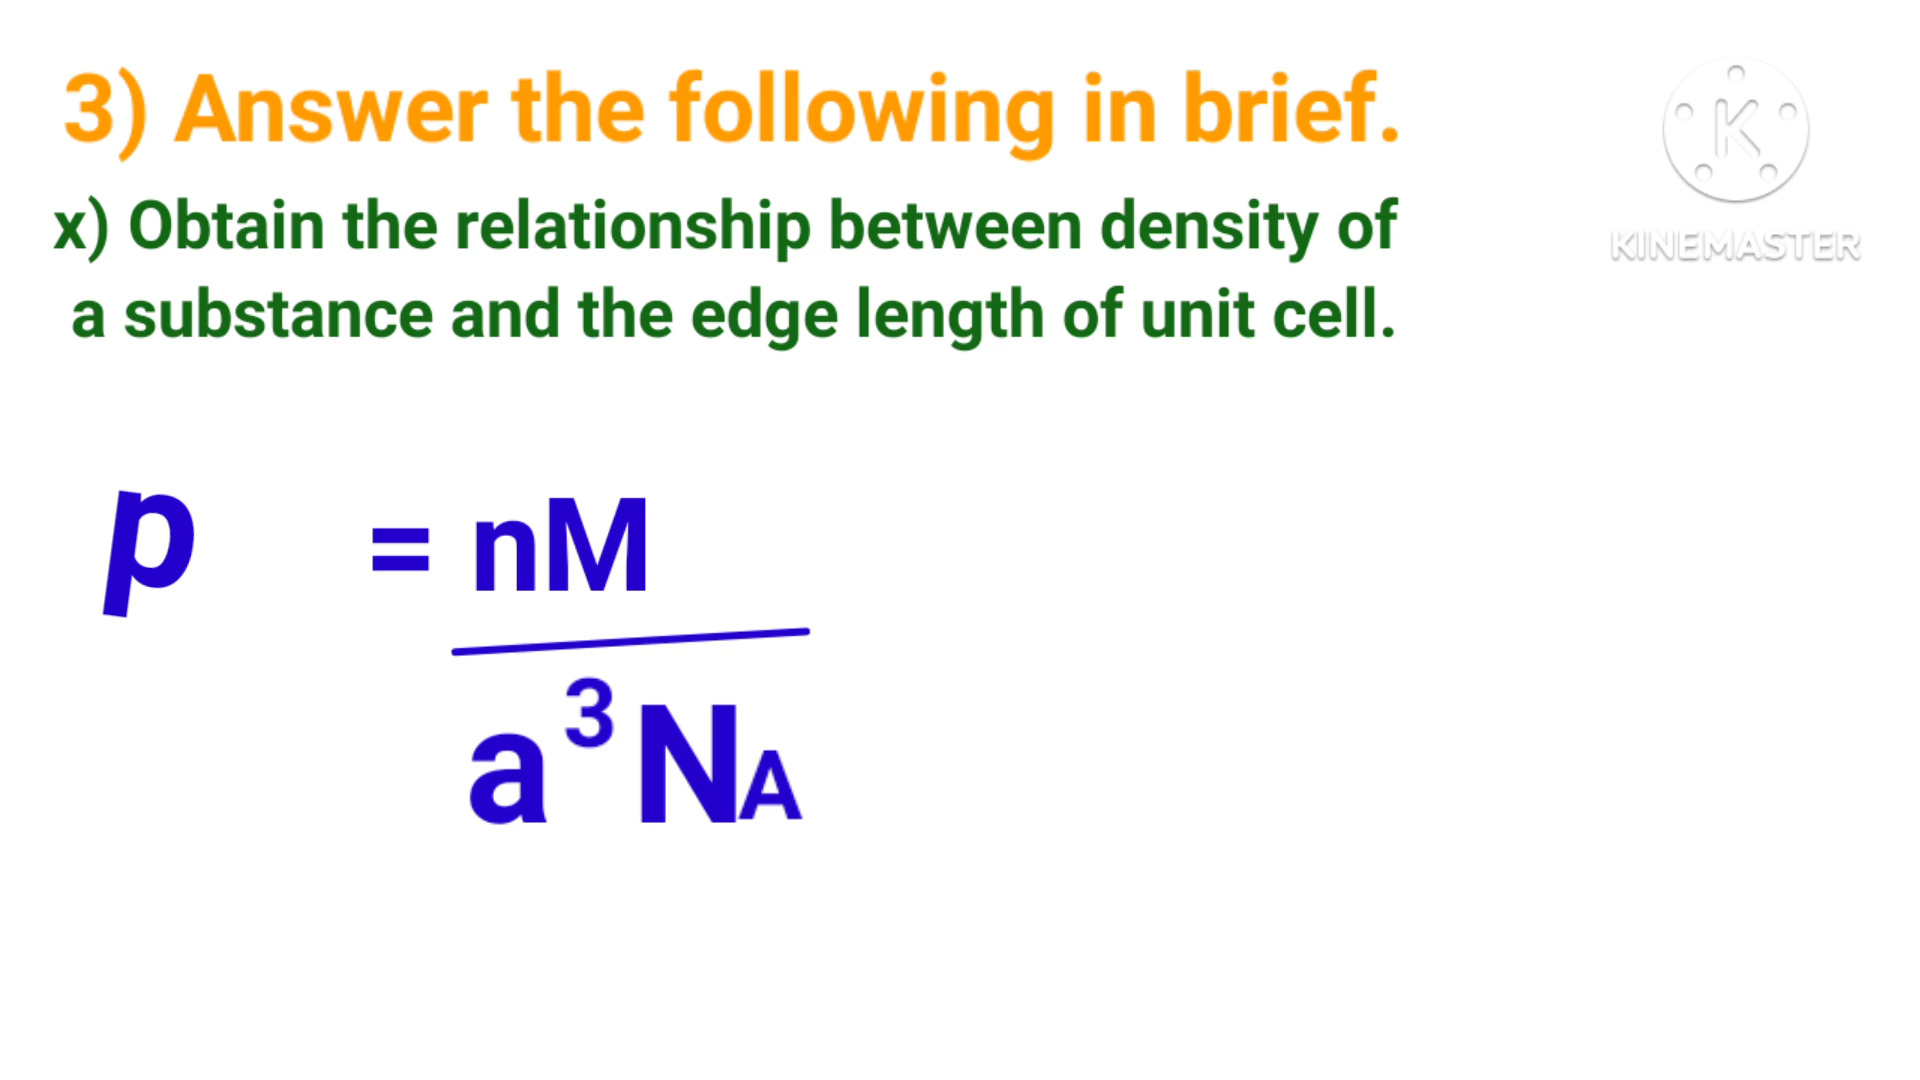 3) Answer the following in brief.
x) Obtain the relationship between density of
a substance and the edge length of unit cell.
p = nM
a³NA
K
KINEMASTER